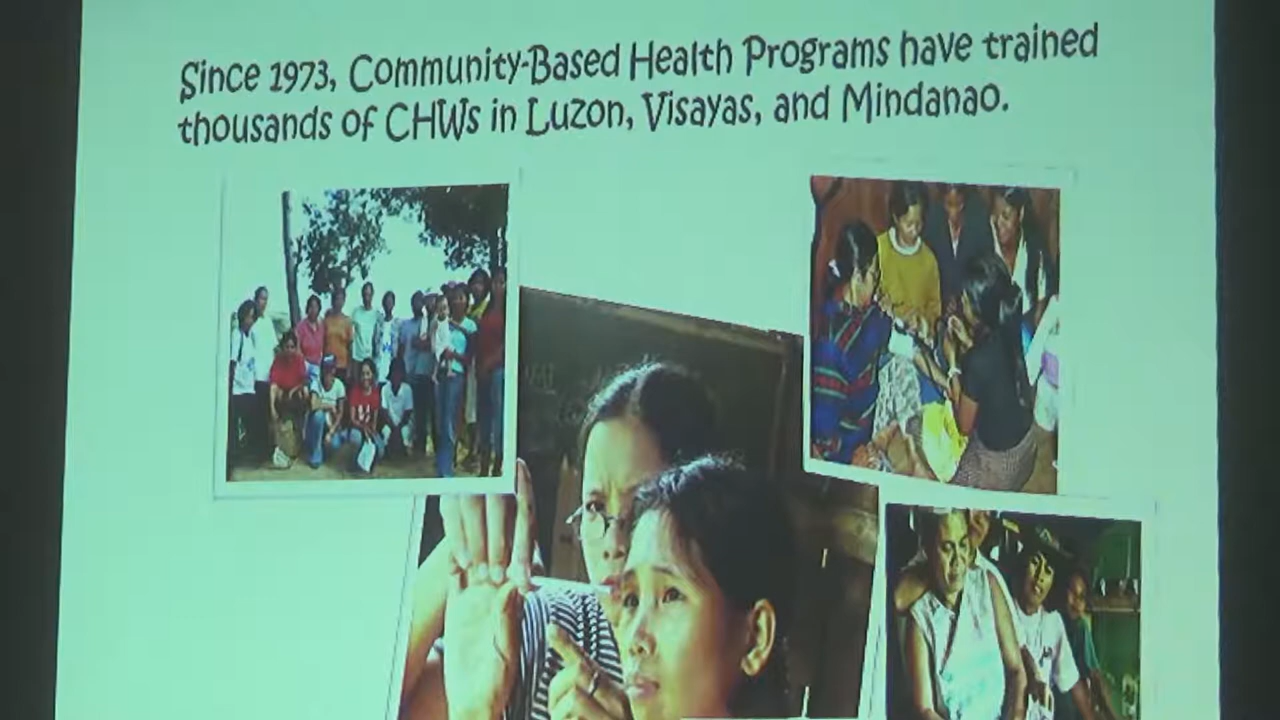 Since 1973, Community-Based Health Programs have trained
thousands of CHWs in Luzon, Visayas, and Mindanao.